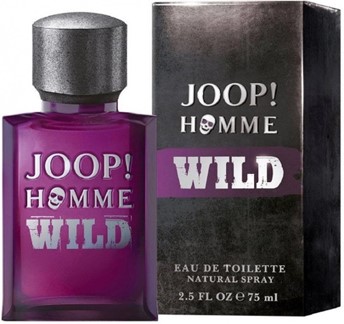 JOOP!
HOMME
WILD
JOOP!
HOMME
WILD
EAU DE TOILETTE
NATURAL SPRAY
2.5 FL OZ ℮ 75 ml